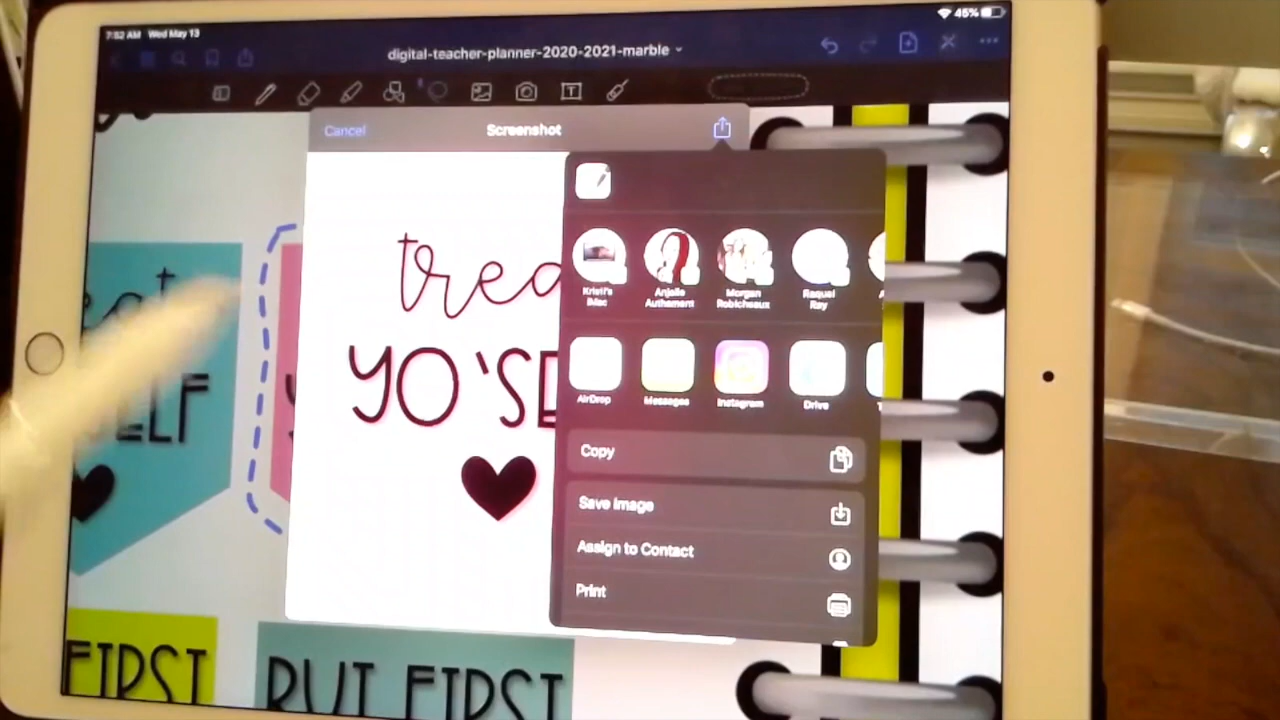 7:52 AM Wed May 13
45%
digital-teacher-planner-2020-2021-marble
Cancel
Screenshot
trea
YO'SE
Kristi's
iMac
Anjelle
Authement
Morgan
Robicheaux
Raquel
Ray
AirDrop
Messages
Instagram
Drive
Copy
Save Image
Assign to Contact
Print
ELF
FIRST
BUT FIRST